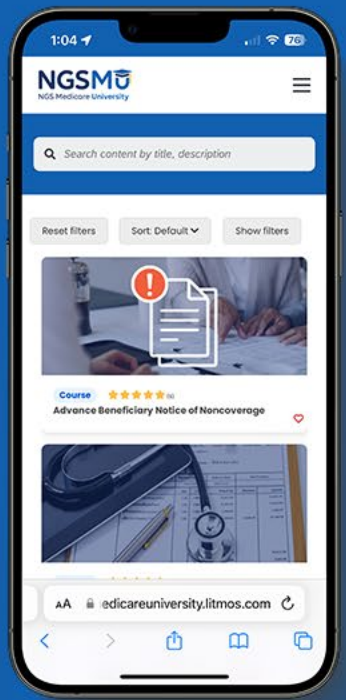 1:04
76
NGSMU
NGS Medicare University
Search content by title, description
Reset filters
Sort: Default
Show filters
!
Course
Advance Beneficiary Notice of Noncoverage
AA
edicareuniversity.litmos.com